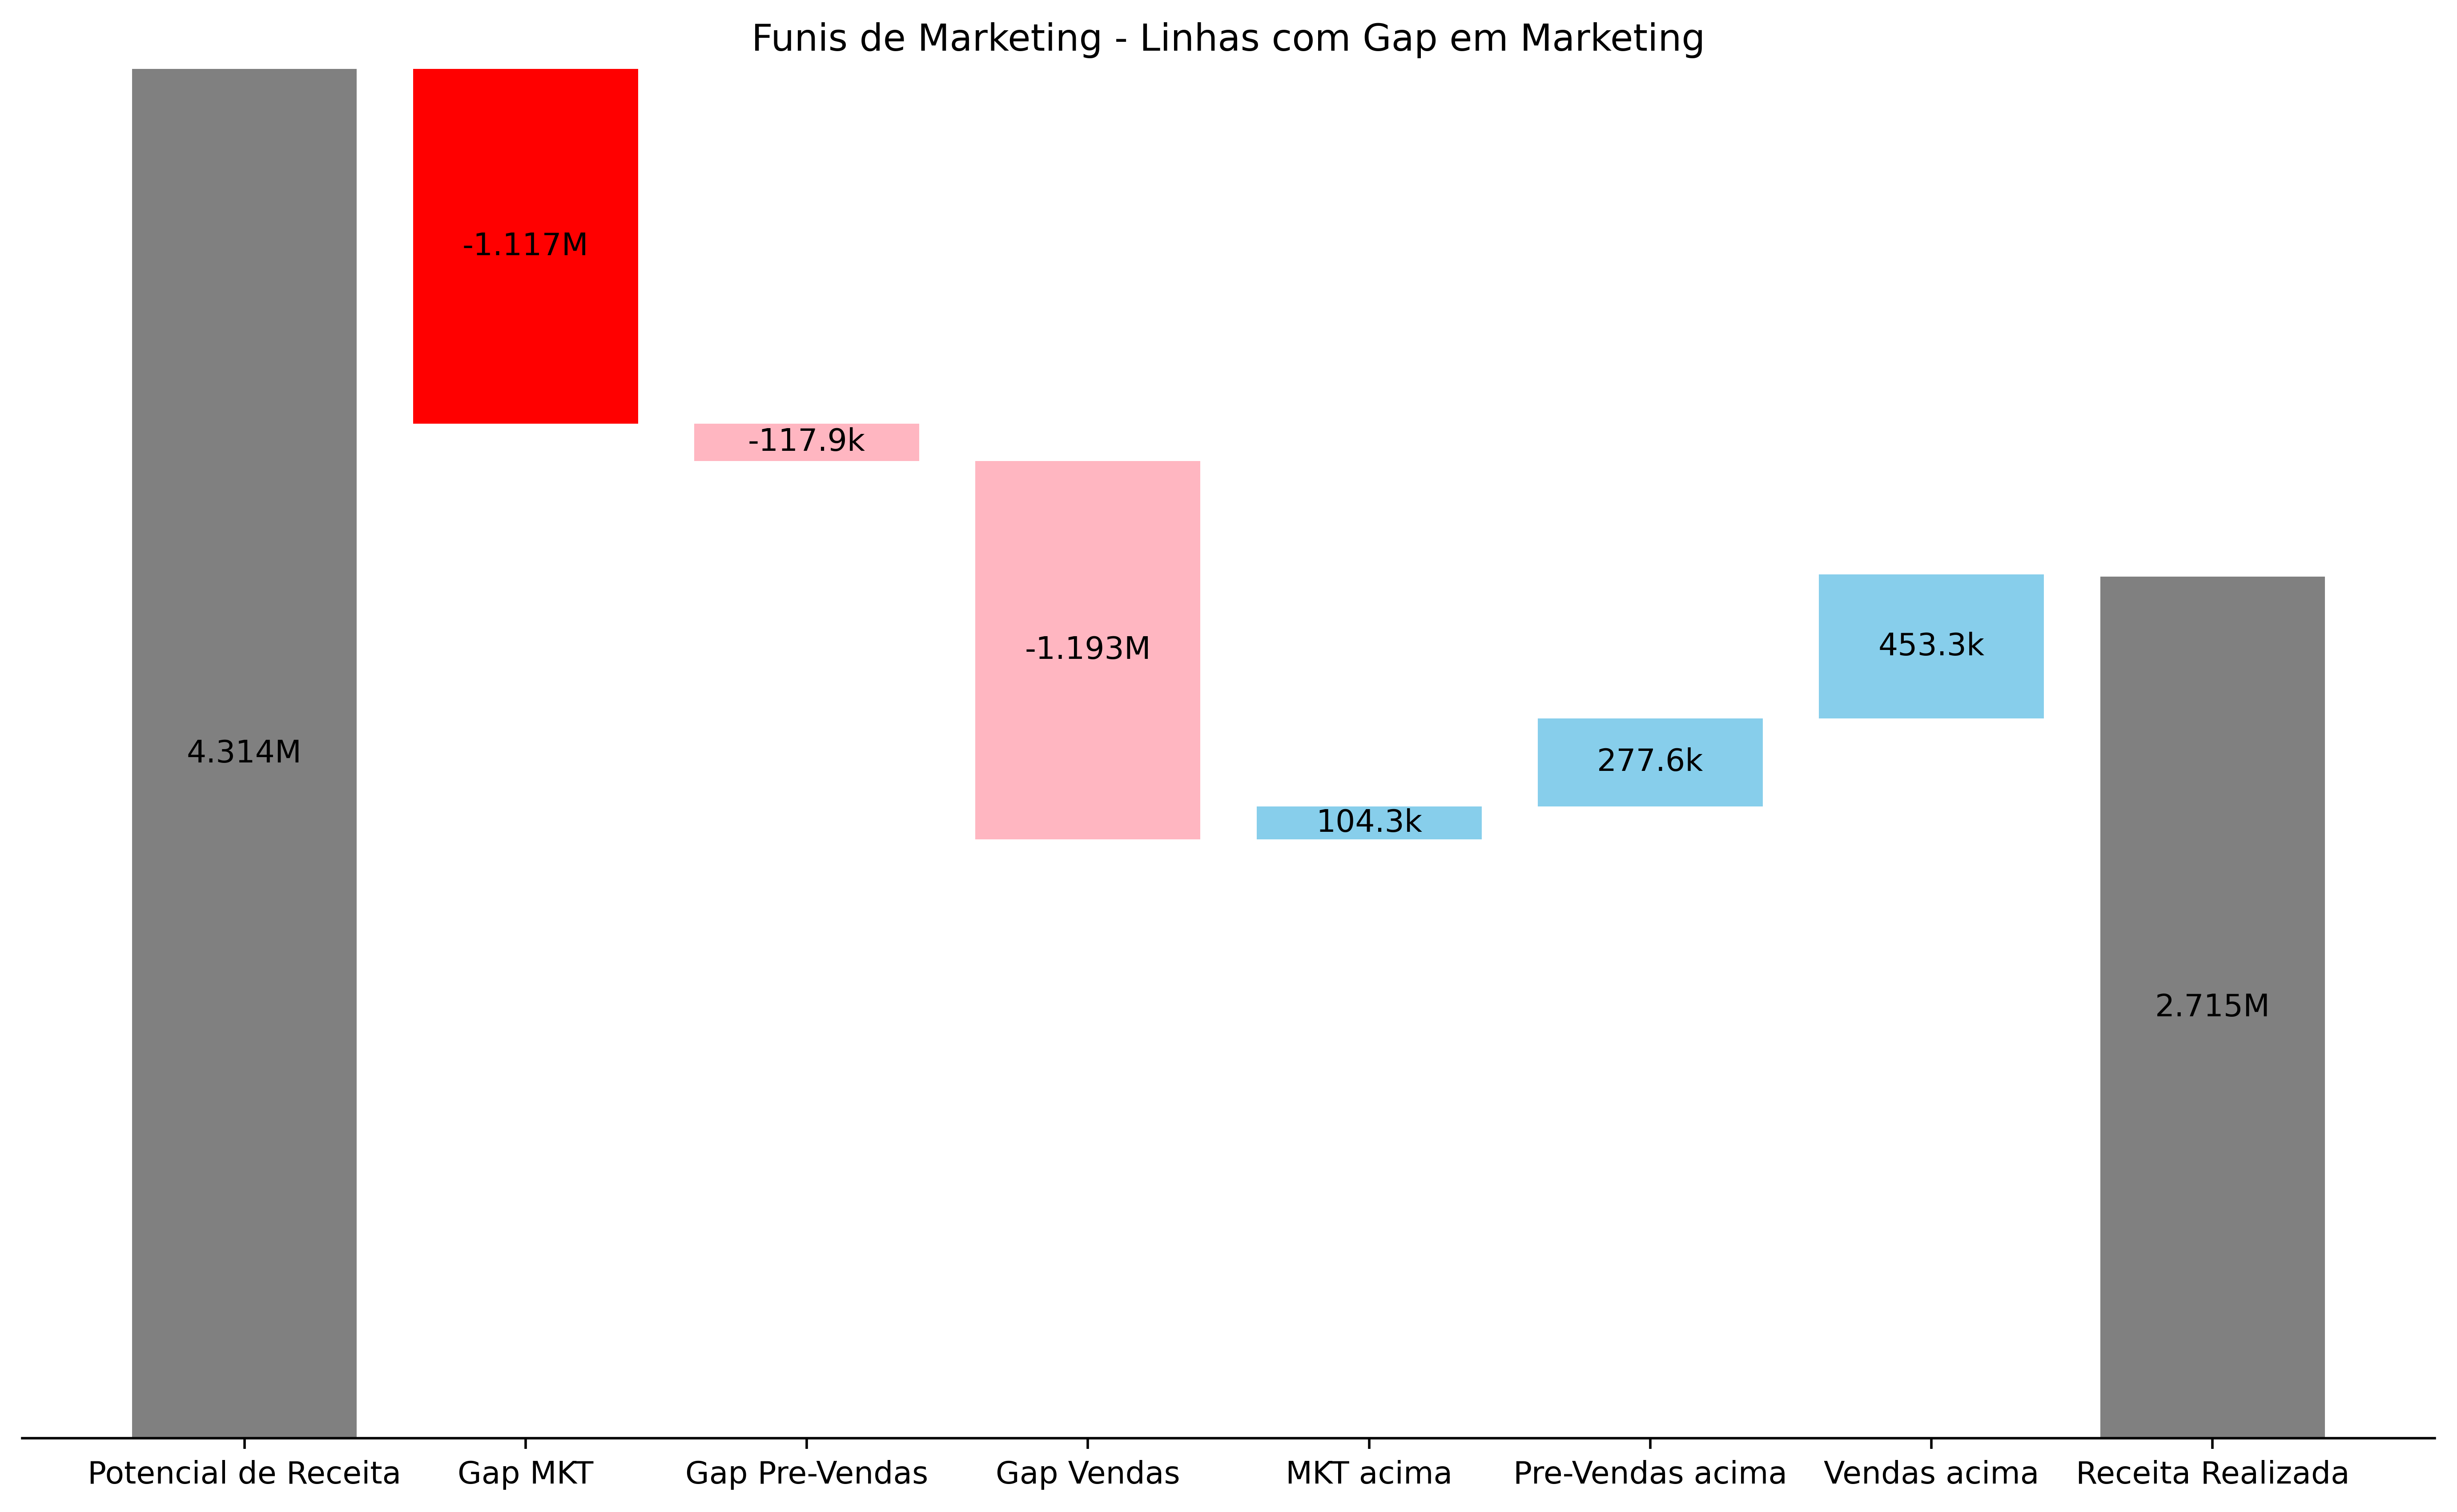 Funis de Marketing - Linhas com Gap em Marketing
-1.117M
-117.9k
-1.193M
453.3k
4.314M
277.6k
104.3k
2.715M
Potencial de Receita
Gap MKT
Gap Pre-Vendas
Gap Vendas
MKT acima
Pre-Vendas acima
Vendas acima
Receita Realizada